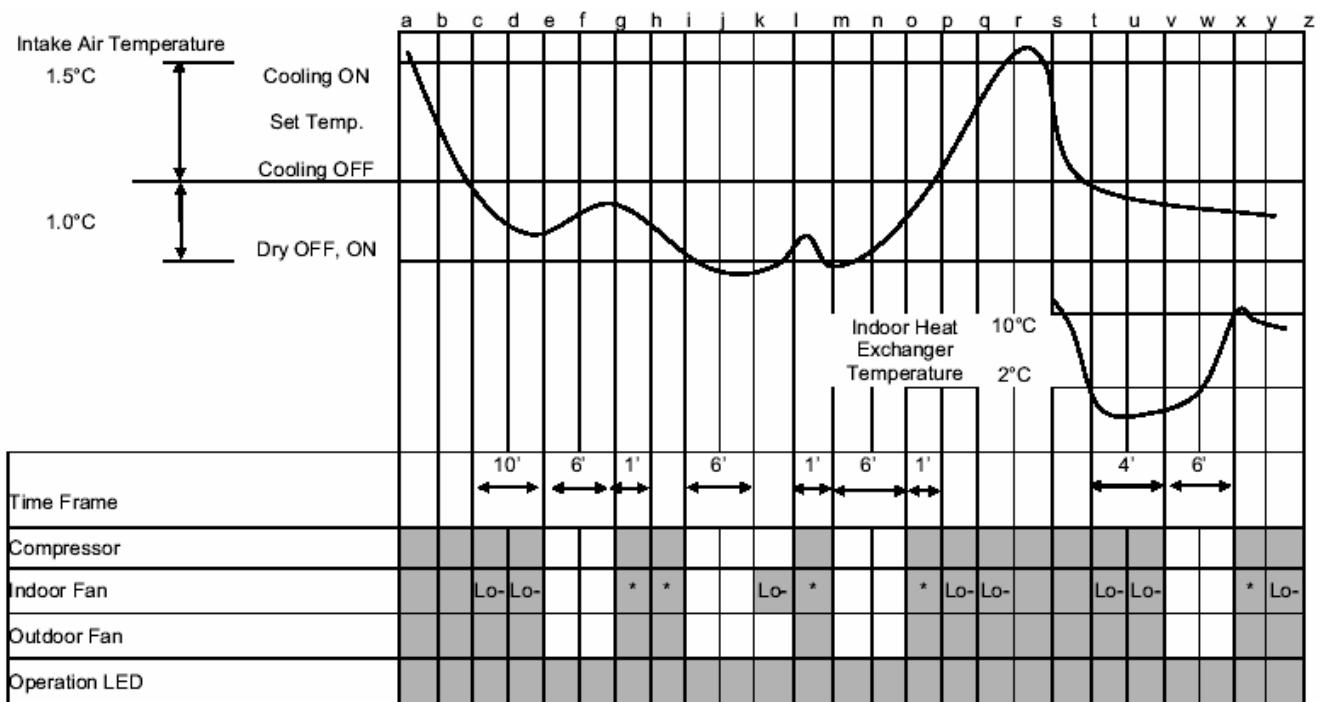 a b c d e f g h i j k l m n o p q r s t u v w x y z
Intake Air Temperature
1.5°C
Cooling ON
Set Temp.
Cooling OFF
1.0°C
Dry OFF, ON
Indoor Heat
Exchanger
Temperature
10°C
2°C
10' 6' 1' 6' 1' 6' 1' 4' 6'
Time Frame
Compressor
Indoor Fan Lo- Lo- * * Lo- * * Lo- Lo- Lo- Lo- * Lo-
Outdoor Fan
Operation LED